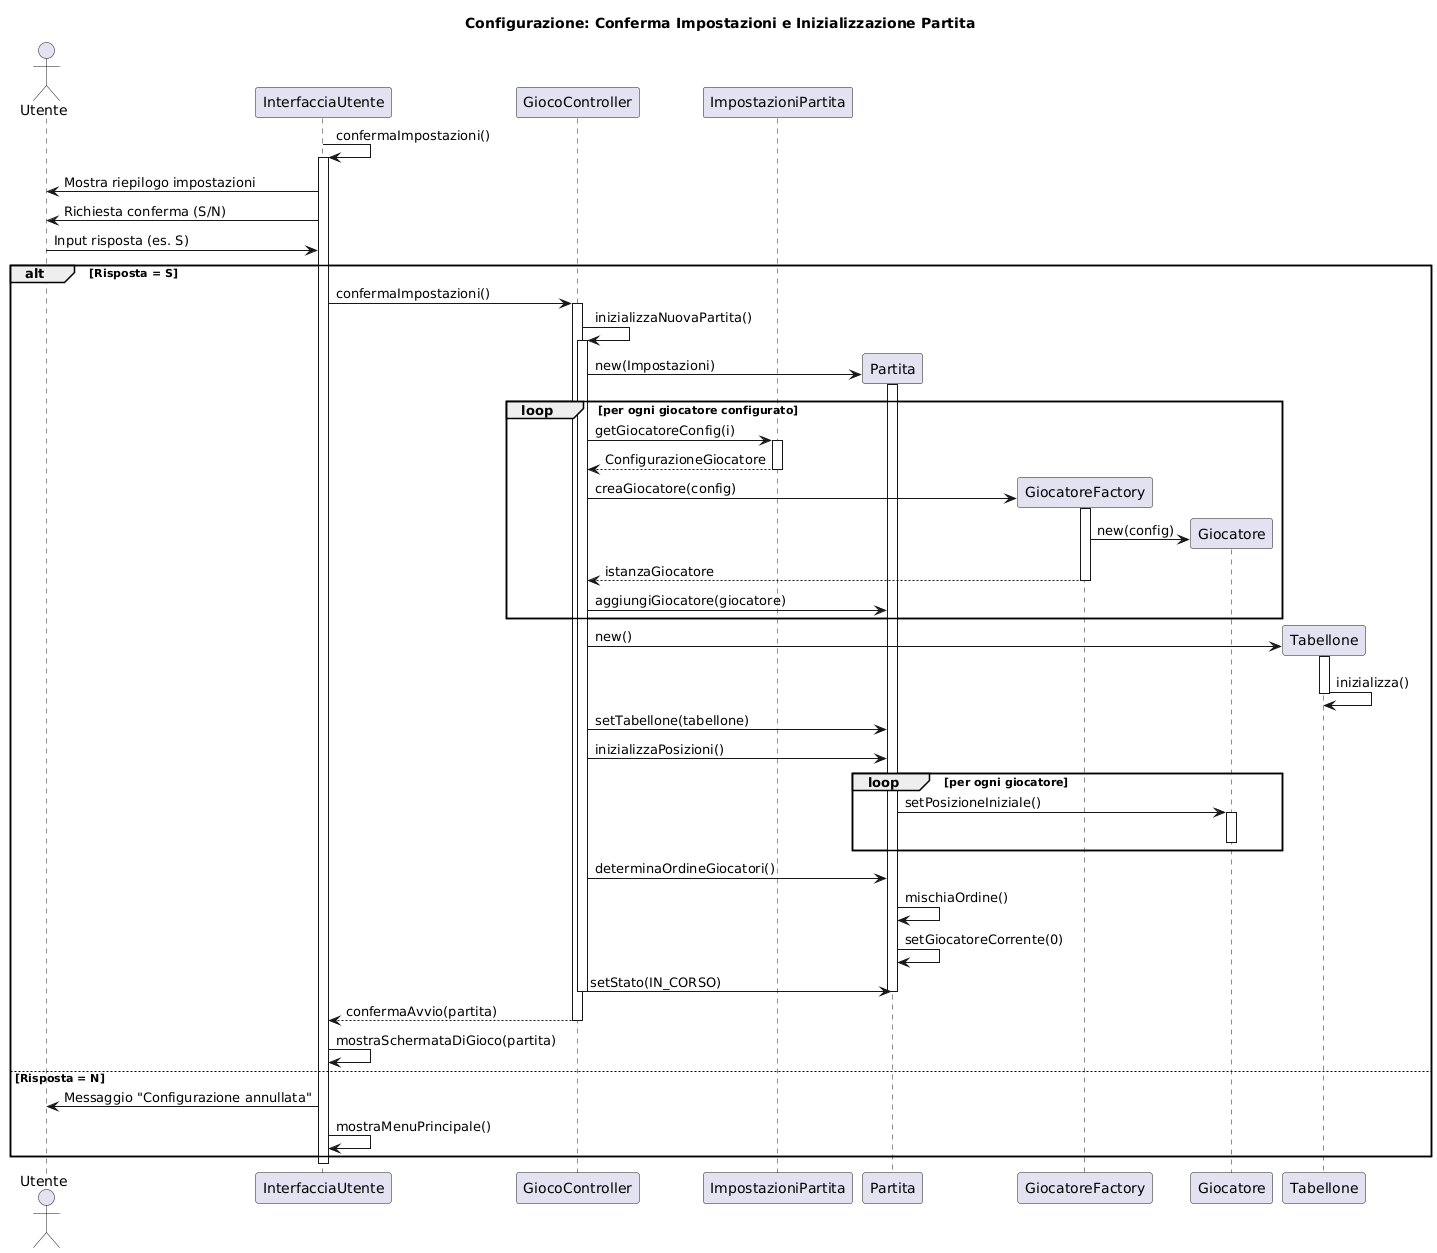 Configurazione: Conferma Impostazioni e Inizializzazione Partita
Utente
InterfacciaUtente
GiocoController
ImpostazioniPartita
confermaImpostazioni()
Mostra riepilogo impostazioni
Richiesta conferma (S/N)
Input risposta (es. S)
alt [Risposta = S]
confermaImpostazioni()
inizializzaNuovaPartita()
new(Impostazioni)
Partita
loop [per ogni giocatore configurato]
getGiocatoreConfig(i)
ConfigurazioneGiocatore
creaGiocatore(config)
GiocatoreFactory
new(config)
Giocatore
istanzaGiocatore
aggiungiGiocatore(giocatore)
new()
Tabellone
inizializza()
setTabellone(tabellone)
inizializzaPosizioni()
loop [per ogni giocatore]
setPosizioneIniziale()
determinaOrdineGiocatori()
mischiaOrdine()
setGiocatoreCorrente(0)
setStato(IN_CORSO)
confermaAvvio(partita)
mostraSchermataDiGioco(partita)
[Risposta = N]
Messaggio "Configurazione annullata"
mostraMenuPrincipale()
Utente
InterfacciaUtente
GiocoController
ImpostazioniPartita
Partita
GiocatoreFactory
Giocatore
Tabellone